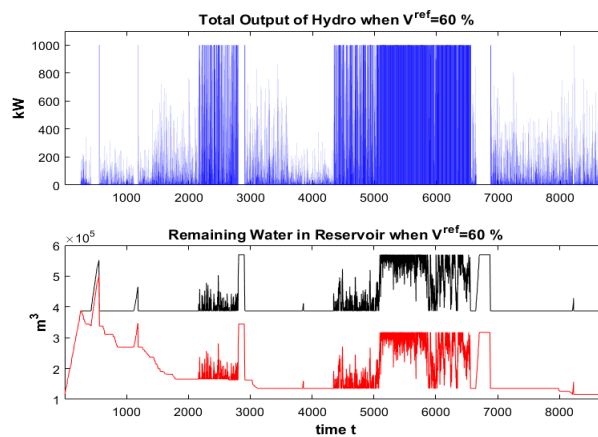 Total Output of Hydro when V^ref=60 %
1000
800
600
400
200
0
kW
1000 2000 3000 4000 5000 6000 7000 8000
Remaining Water in Reservoir when V^ref=60 %
×10^5
6
5
4
3
2
1
m^3
1000 2000 3000 4000 5000 6000 7000 8000
time t